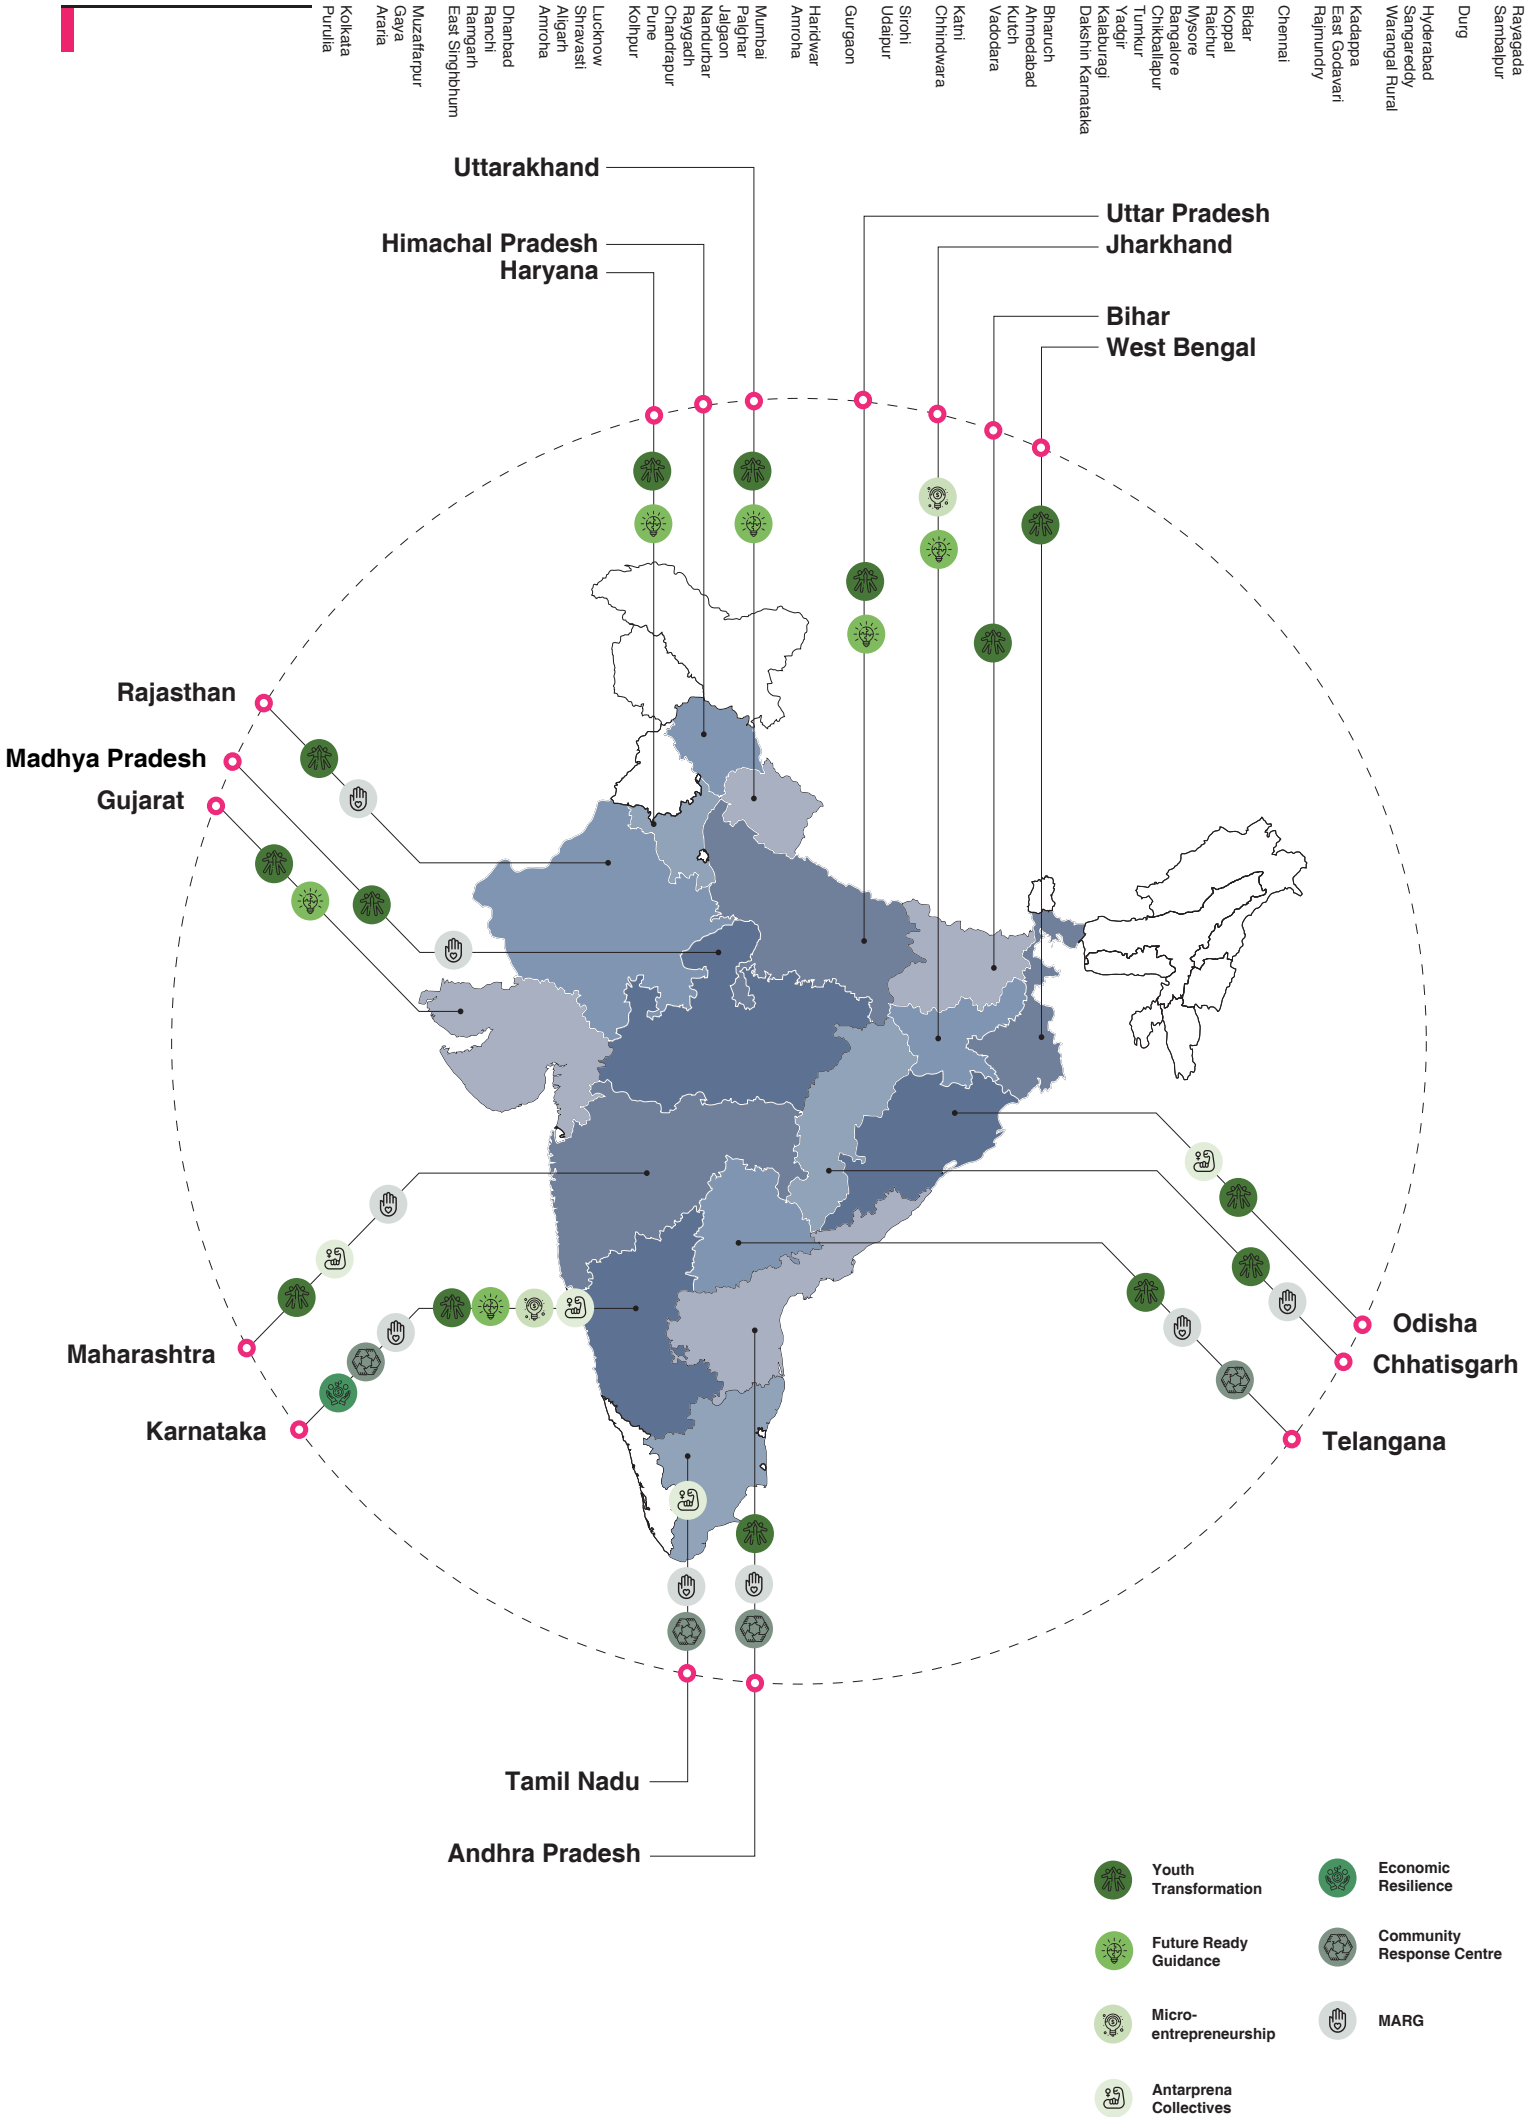 Purulia
Kolkata
Araria
Gaya
Muzaffarpur
East Singhbhum
Ramgarh
Ranchi
Dhanbad
Amroha
Aligarh
Shravasti
Lucknow
Kolhpur
Pune
Chandrapur
Raygadh
Nandurbar
Jalgaon
Palghar
Mumbai
Amroha
Haridwar
Gurgaon
Udaipur
Sirohi
Chhindwara
Katni
Vadodara
Kutch
Ahmedabad
Bharuch
Dakshin Karnataka
Kalaburagi
Yadgir
Tumkur
Chikballapur
Bangalore
Mysore
Raichur
Koppal
Bidar
Chennai
Rajmundry
East Godavari
Kadappa
Warangal Rural
Sangareddy
Hyderabad
Durg
Sambalpur
Rayagada
Uttarakhand
Uttar Pradesh
Himachal Pradesh
Jharkhand
Haryana
Bihar
West Bengal
Rajasthan
Madhya Pradesh
Gujarat
Odisha
Maharashtra
Chhatisgarh
Karnataka
Telangana
Tamil Nadu
Andhra Pradesh
Youth
Transformation
Economic
Resilience
Future Ready
Guidance
Community
Response Centre
Micro-
entrepreneurship
MARG
Antarprena
Collectives